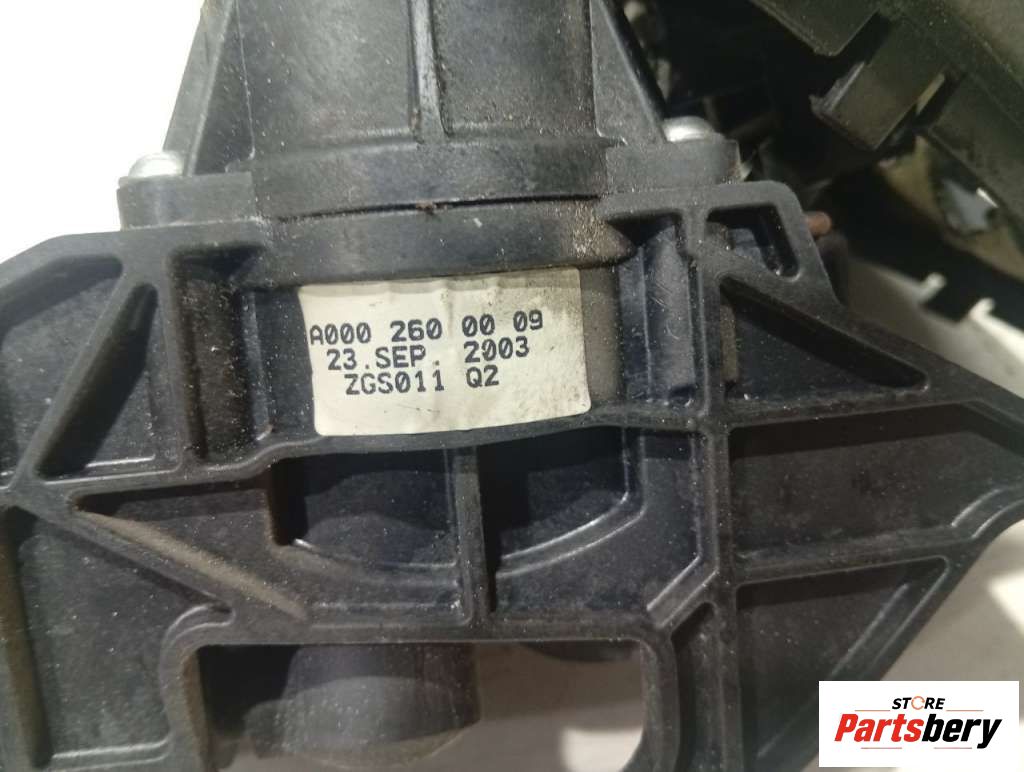 A000 260 00 09
23.SEP. 2003
ZGS011 Q2
STORE
Partsbery